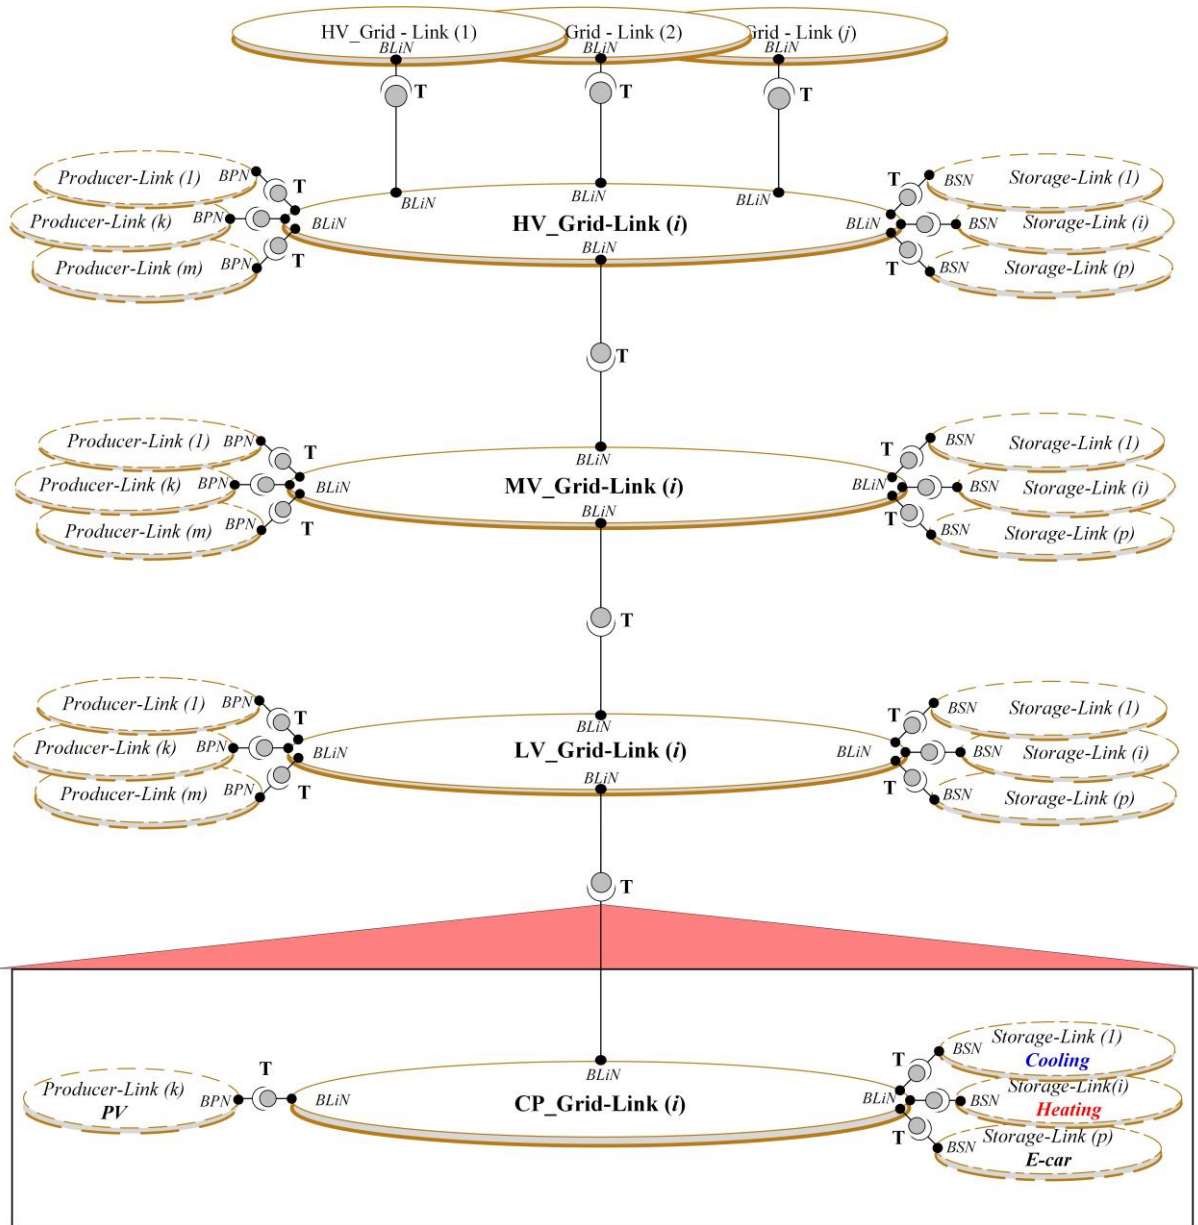 HV_Grid - Link (1)
Grid - Link (2)
Grid - Link (j)
BLiN
BLiN
BLiN
T
T
T
Producer-Link (1)
BPN
T
Producer-Link (k)
BPN
Producer-Link (m)
BPN
T
BLiN
BLiN
BLiN
BLiN
HV_Grid-Link (i)
BLiN
BLiN
T
BSN
Storage-Link (1)
BSN
Storage-Link (i)
T
BSN
Storage-Link (p)
T
Producer-Link (1)
BPN
T
Producer-Link (k)
BPN
Producer-Link (m)
BPN
T
BLiN
BLiN
MV_Grid-Link (i)
BLiN
BLiN
T
BSN
Storage-Link (1)
BSN
Storage-Link (i)
T
BSN
Storage-Link (p)
T
Producer-Link (1)
BPN
T
Producer-Link (k)
BPN
Producer-Link (m)
BPN
T
BLiN
BLiN
LV_Grid-Link (i)
BLiN
BLiN
T
BSN
Storage-Link (1)
BSN
Storage-Link (i)
T
BSN
Storage-Link (p)
T
Producer-Link (k)
PV
BPN
T
BLiN
BLiN
CP_Grid-Link (i)
BLiN
T
BSN
Storage-Link (1)
Cooling
BSN
Storage-Link(i)
Heating
T
BSN
Storage-Link (p)
E-car